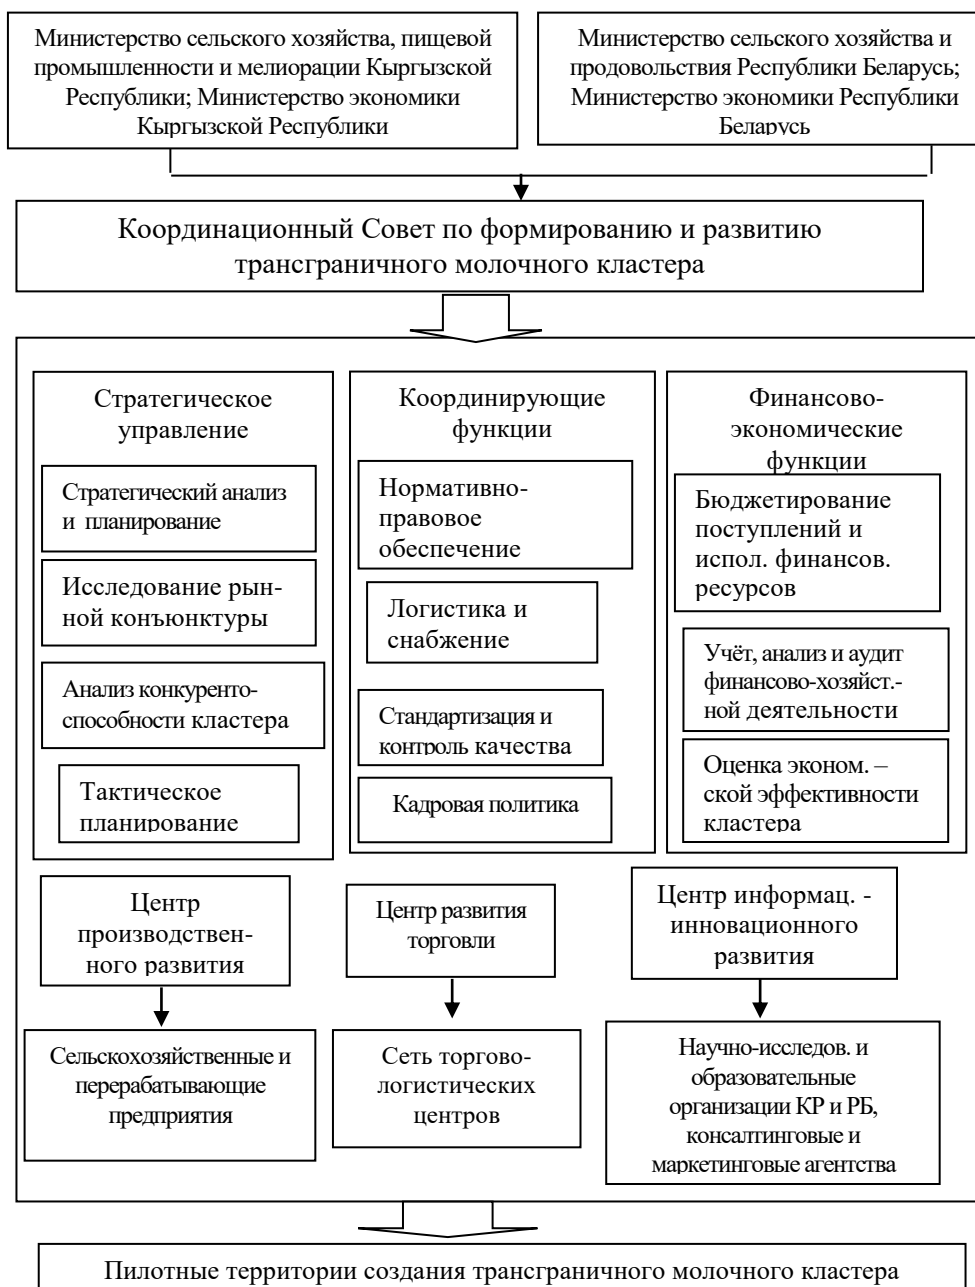 Министерство сельского хозяйства, пищевой
промышленности и мелиорации Кыргызской
Республики; Министерство экономики
Кыргызской Республики
Министерство сельского хозяйства и
продовольствия Республики Беларусь;
Министерство экономики Республики
Беларусь
Координационный Совет по формированию и развитию
трансграничного молочного кластера
Стратегическое
управление
Стратегический анализ
и планирование
Исследование рын-
ной конъюнктуры
Анализ конкуренто-
способности кластера
Тактическое
планирование
Координирующие
функции
Нормативно-
правовое
обеспечение
Логистика и
снабжение
Стандартизация и
контроль качества
Кадровая политика
Финансово-
экономические
функции
Бюджетирование
поступлений и
испол. финансов.
ресурсов
Учёт, анализ и аудит
финансово-хозяйст.-
ной деятельности
Оценка эконом. –
ской эффективности
кластера
Центр
производствен-
ного развития
Центр развития
торговли
Центр информац. -
инновационного
развития
Сельскохозяйственные и
перерабатывающие
предприятия
Сеть торгово-
логистических
центров
Научно-исследов. и
образовательные
организации КР и РБ,
консалтинговые и
маркетинговые агентства
Пилотные территории создания трансграничного молочного кластера